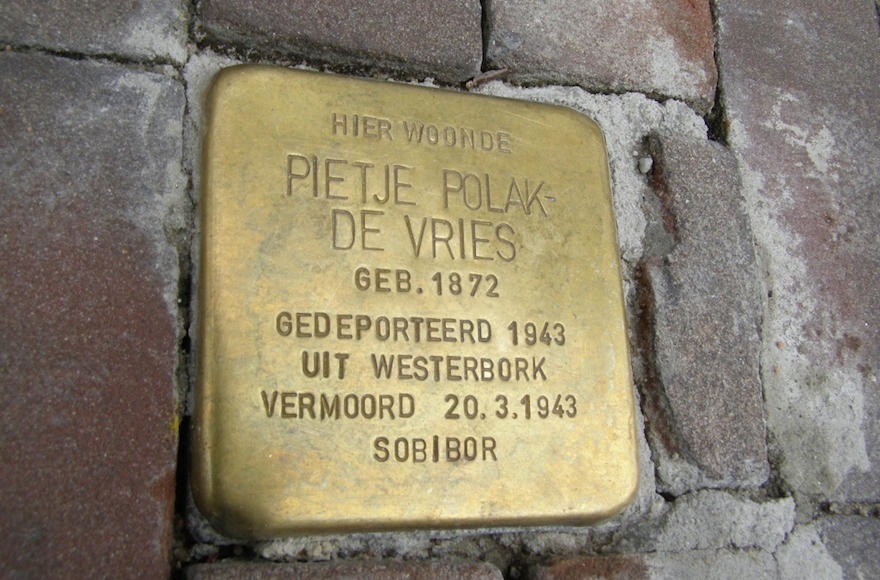 HIER WOONDE
PIETJE POLAK-
DE VRIES
GEB. 1872
GEDEPORTEERD 1943
UIT WESTERBORK
VERMOORD 20.3.1943
SOBIBOR